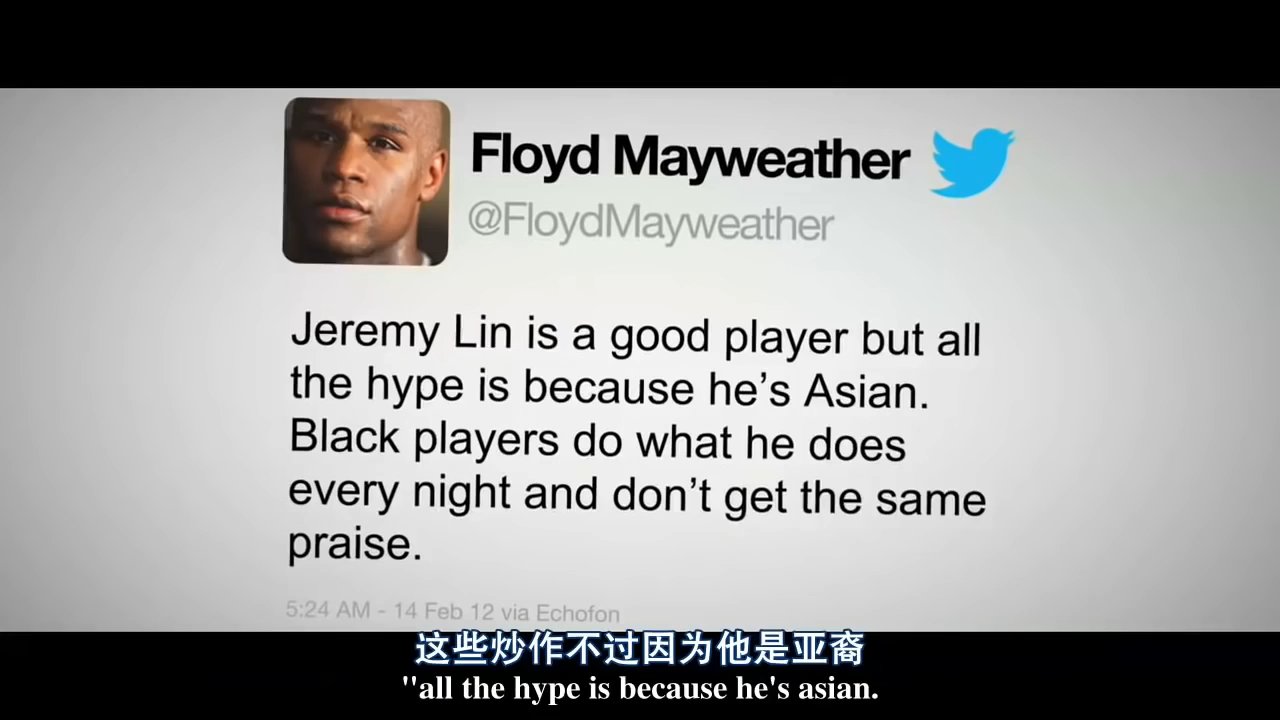 Floyd Mayweather
@FloydMayweather
Jeremy Lin is a good player but all
the hype is because he’s Asian.
Black players do what he does
every night and don’t get the same
praise.
5:24 AM - 14 Feb 12 via Echofon
这些炒作不过因为他是亚裔
"all the hype is because he's asian.